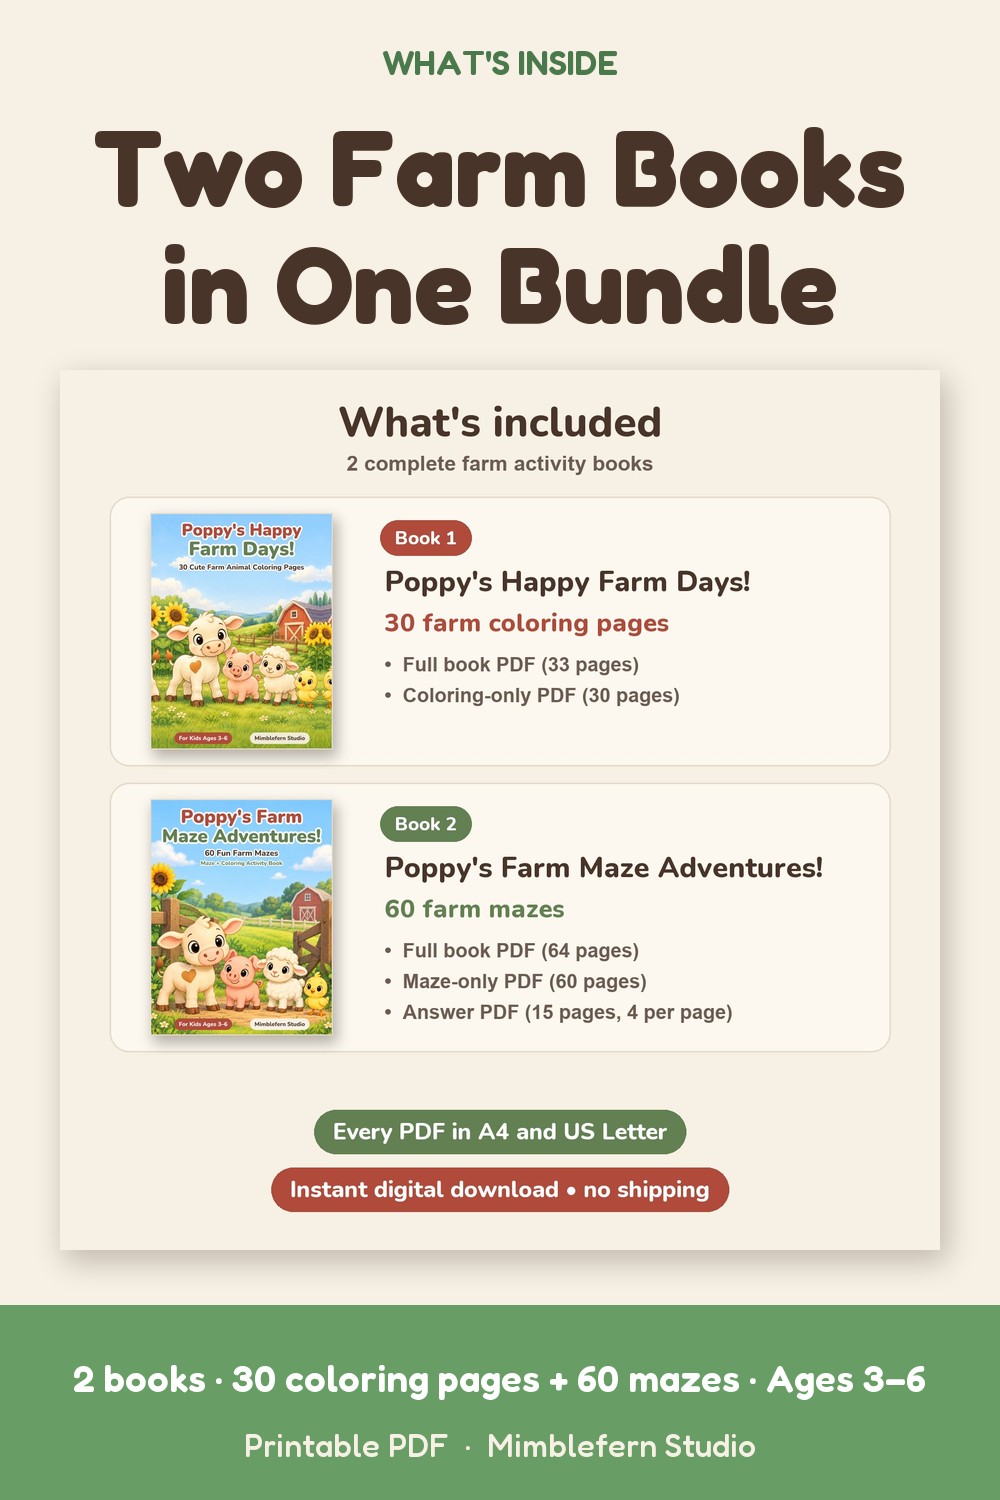 WHAT'S INSIDE
Two Farm Books
in One Bundle
What's included
2 complete farm activity books
Poppy's Happy
Farm Days!
30 Cute Farm Animal Coloring Pages
For Kids Ages 3-6
Mimblefern Studio
Book 1
Poppy's Happy Farm Days!
30 farm coloring pages
• Full book PDF (33 pages)
• Coloring-only PDF (30 pages)
Poppy's Farm
Maze Adventures!
60 Fun Farm Mazes
Maze + Coloring Activity Book
For Kids Ages 3-6
Mimblefern Studio
Book 2
Poppy's Farm Maze Adventures!
60 farm mazes
• Full book PDF (64 pages)
• Maze-only PDF (60 pages)
• Answer PDF (15 pages, 4 per page)
Every PDF in A4 and US Letter
Instant digital download • no shipping
2 books · 30 coloring pages + 60 mazes · Ages 3–6
Printable PDF · Mimblefern Studio